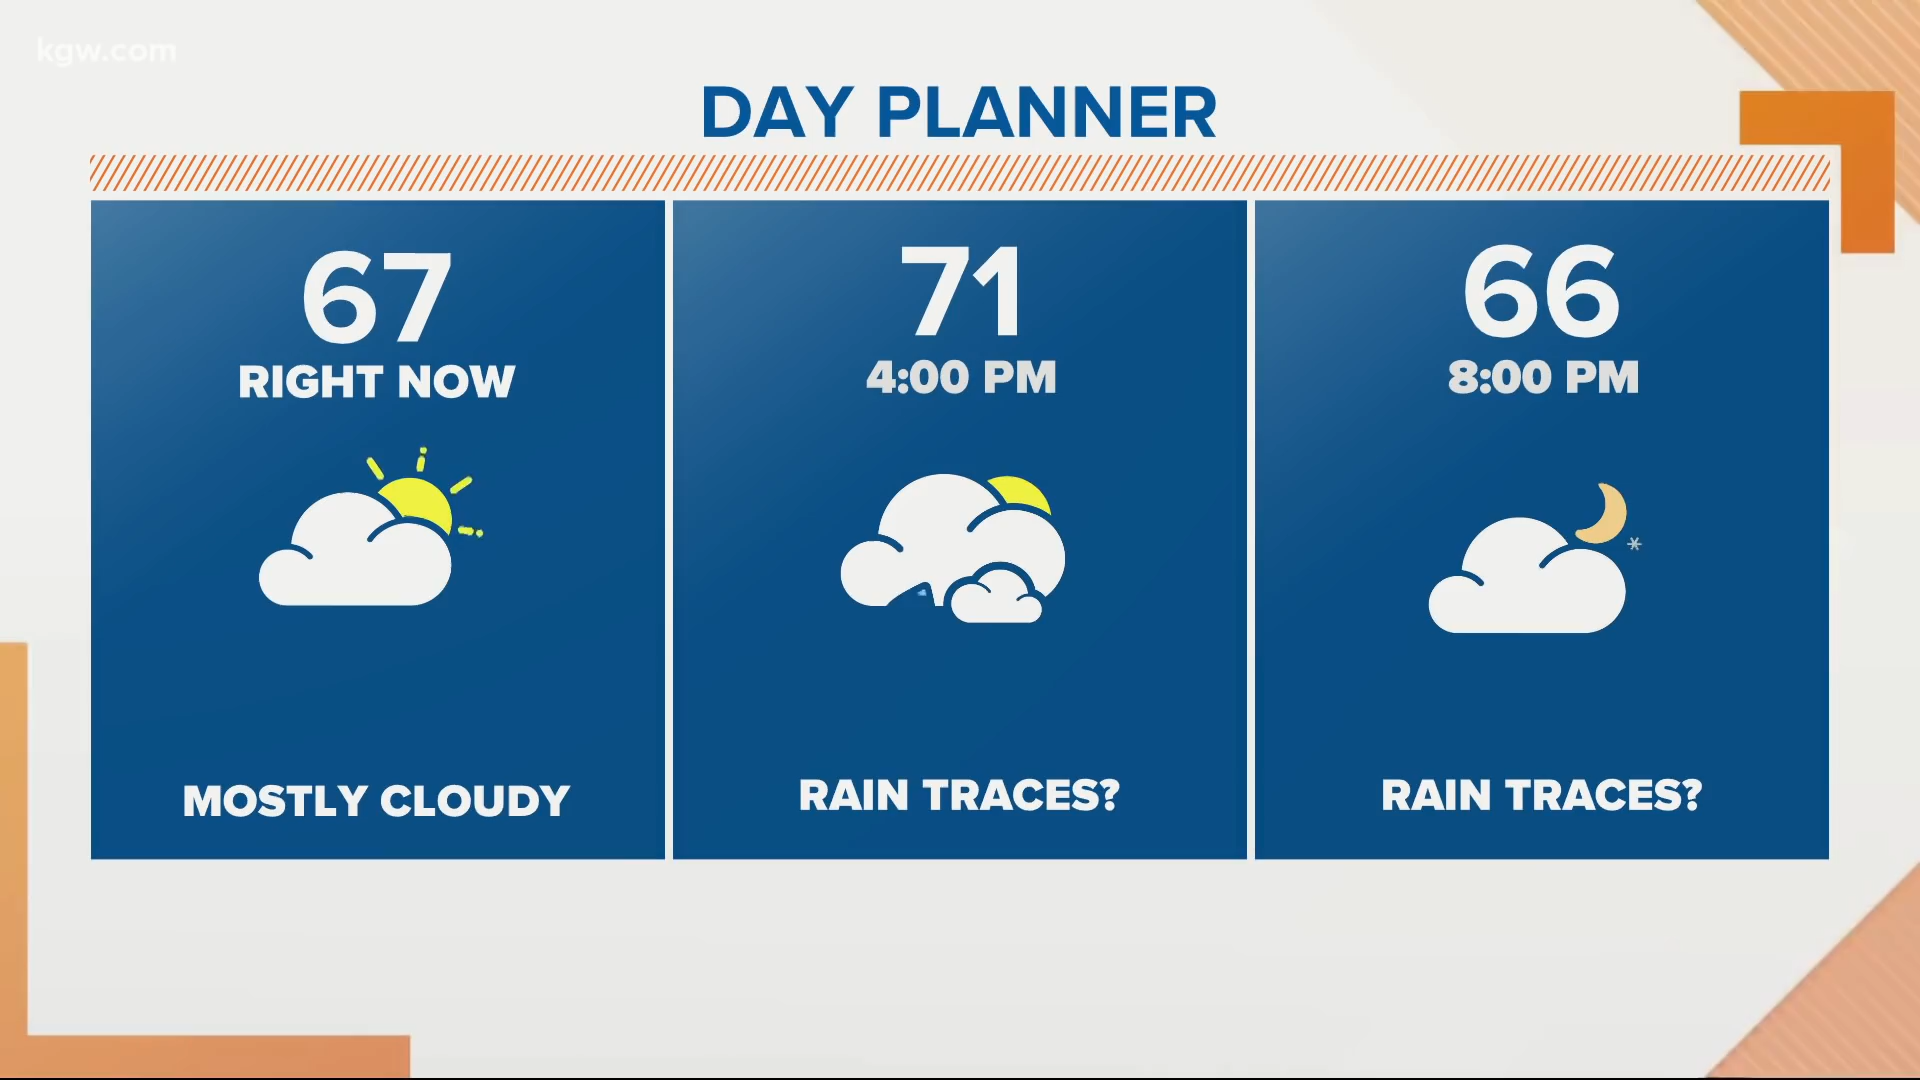 kgw.com
DAY PLANNER
67
RIGHT NOW
MOSTLY CLOUDY
71
4:00 PM
RAIN TRACES?
66
8:00 PM
RAIN TRACES?